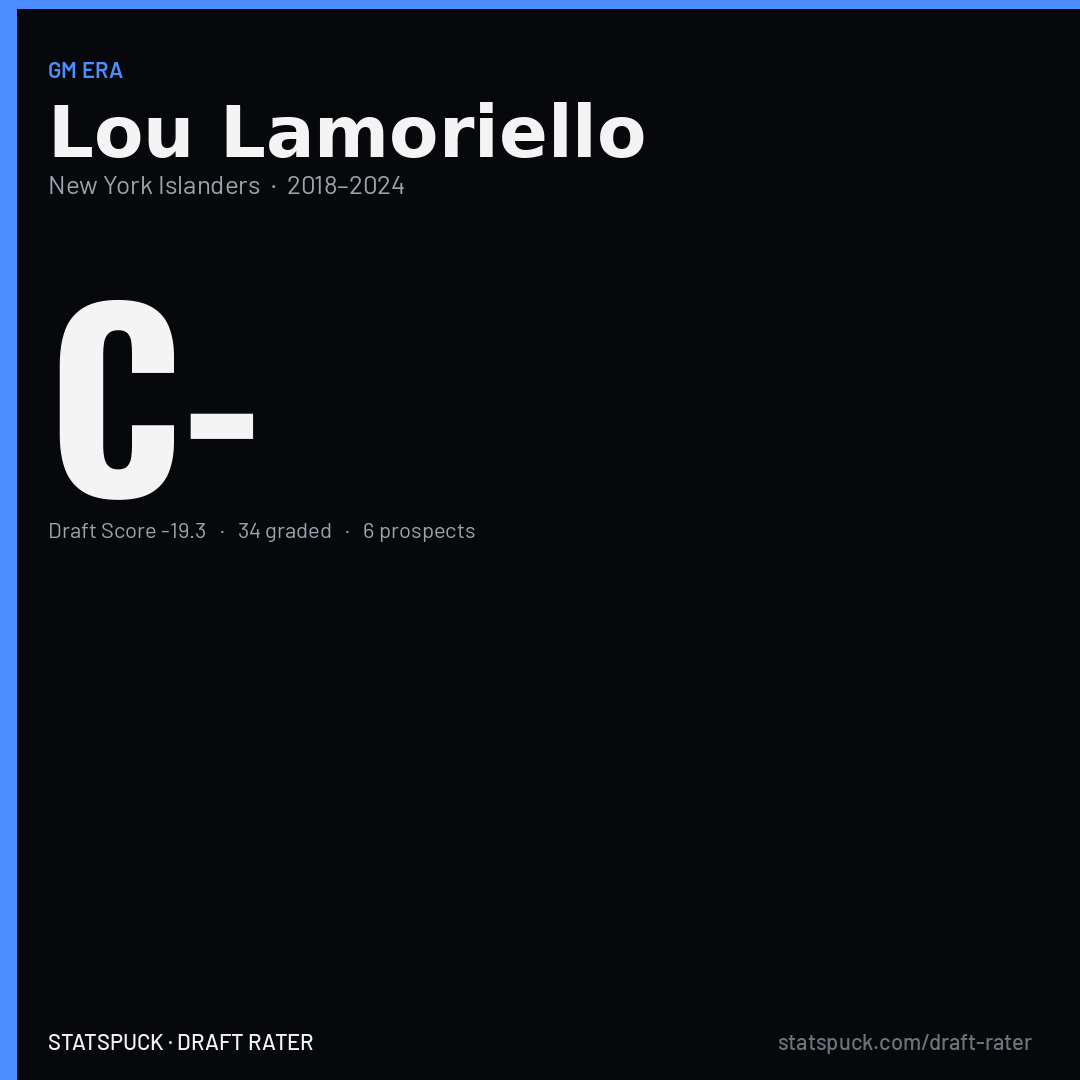 GM ERA
Lou Lamoriello
New York Islanders · 2018–2024
C-
Draft Score -19.3 · 34 graded · 6 prospects
STATSPUCK · DRAFT RATER
statspuck.com/draft-rater